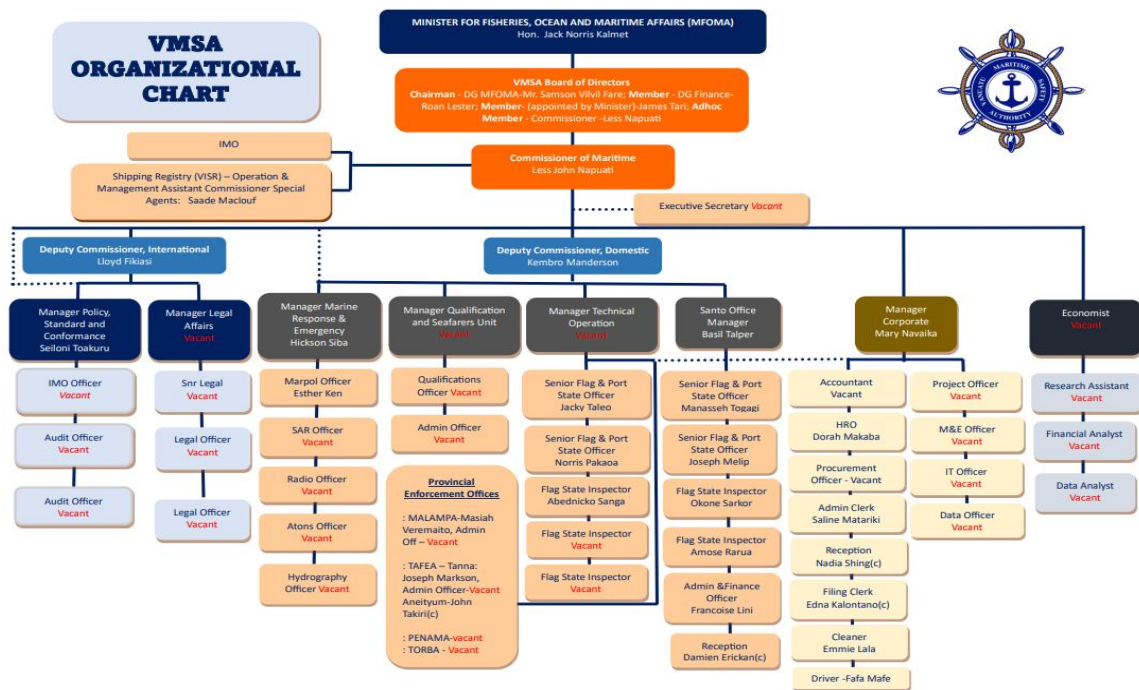 VMSA
ORGANIZATIONAL
CHART
MINISTER FOR FISHERIES, OCEAN AND MARITIME AFFAIRS (MFOMA)
Hon. Jack Norris Kalmet
VMSA Board of Directors
Chairman - DG MFOMA-Mr. Samson Vilvil Fare; Member - DG Finance-
Roan Lester; Member- (appointed by Minister)-James Tari; Adhoc
Member - Commissioner -Less Napuati
VANUATU MARITIME SAFETY
AUTHORITY
IMO
Shipping Registry (VISR) – Operation &
Management Assistant Commissioner Special
Agents: Saade Maclouf
Commissioner of Maritime
Less John Napuati
Executive Secretary Vacant
Deputy Commissioner, International
Lloyd Fikiasi
Deputy Commissioner, Domestic
Kembro Manderson
Manager Policy,
Standard and
Conformance
Seiloni Toakuru
IMO Officer
Vacant
Audit Officer
Vacant
Audit Officer
Vacant
Manager Legal
Affairs
Vacant
Snr Legal
Vacant
Legal Officer
Vacant
Legal Officer
Vacant
Manager Marine
Response &
Emergency
Hickson Siba
Marpol Officer
Esther Ken
SAR Officer
Vacant
Radio Officer
Vacant
Atons Officer
Vacant
Hydrography
Officer Vacant
Manager Qualification
and Seafarers Unit
Vacant
Qualifications
Officer Vacant
Admin Officer
Vacant
Provincial
Enforcement Offices
: MALAMPA-Masiah
Veremaito, Admin
Off – Vacant
: TAFEA – Tanna:
Joseph Markson,
Admin Officer-Vacant
Aneityum-John
Takiri(c)
: PENAMA-vacant
: TORBA - Vacant
Manager Technical
Operation
Vacant
Senior Flag & Port
State Officer
Jacky Taleo
Senior Flag & Port
State Officer
Norris Pakaoa
Flag State Inspector
Abednicko Sanga
Flag State Inspector
Vacant
Flag State Inspector
Vacant
Santo Office
Manager
Basil Talper
Senior Flag & Port
State Officer
Manasseh Togagi
Senior Flag & Port
State Officer
Joseph Melip
Flag State Inspector
Okone Sarkor
Flag State Inspector
Amose Rarua
Admin &Finance
Officer
Francoise Lini
Reception
Damien Erickan(c)
Manager
Corporate
Mary Navaika
Accountant
Vacant
HRO
Dorah Makaba
Procurement
Officer - Vacant
Admin Clerk
Saline Matariki
Reception
Nadia Shing(c)
Filing Clerk
Edna Kalontano(c)
Cleaner
Emmie Lala
Driver -Fafa Mafe
Project Officer
Vacant
M&E Officer
Vacant
IT Officer
Vacant
Data Officer
Vacant
Economist
Vacant
Research Assistant
Vacant
Financial Analyst
Vacant
Data Analyst
Vacant